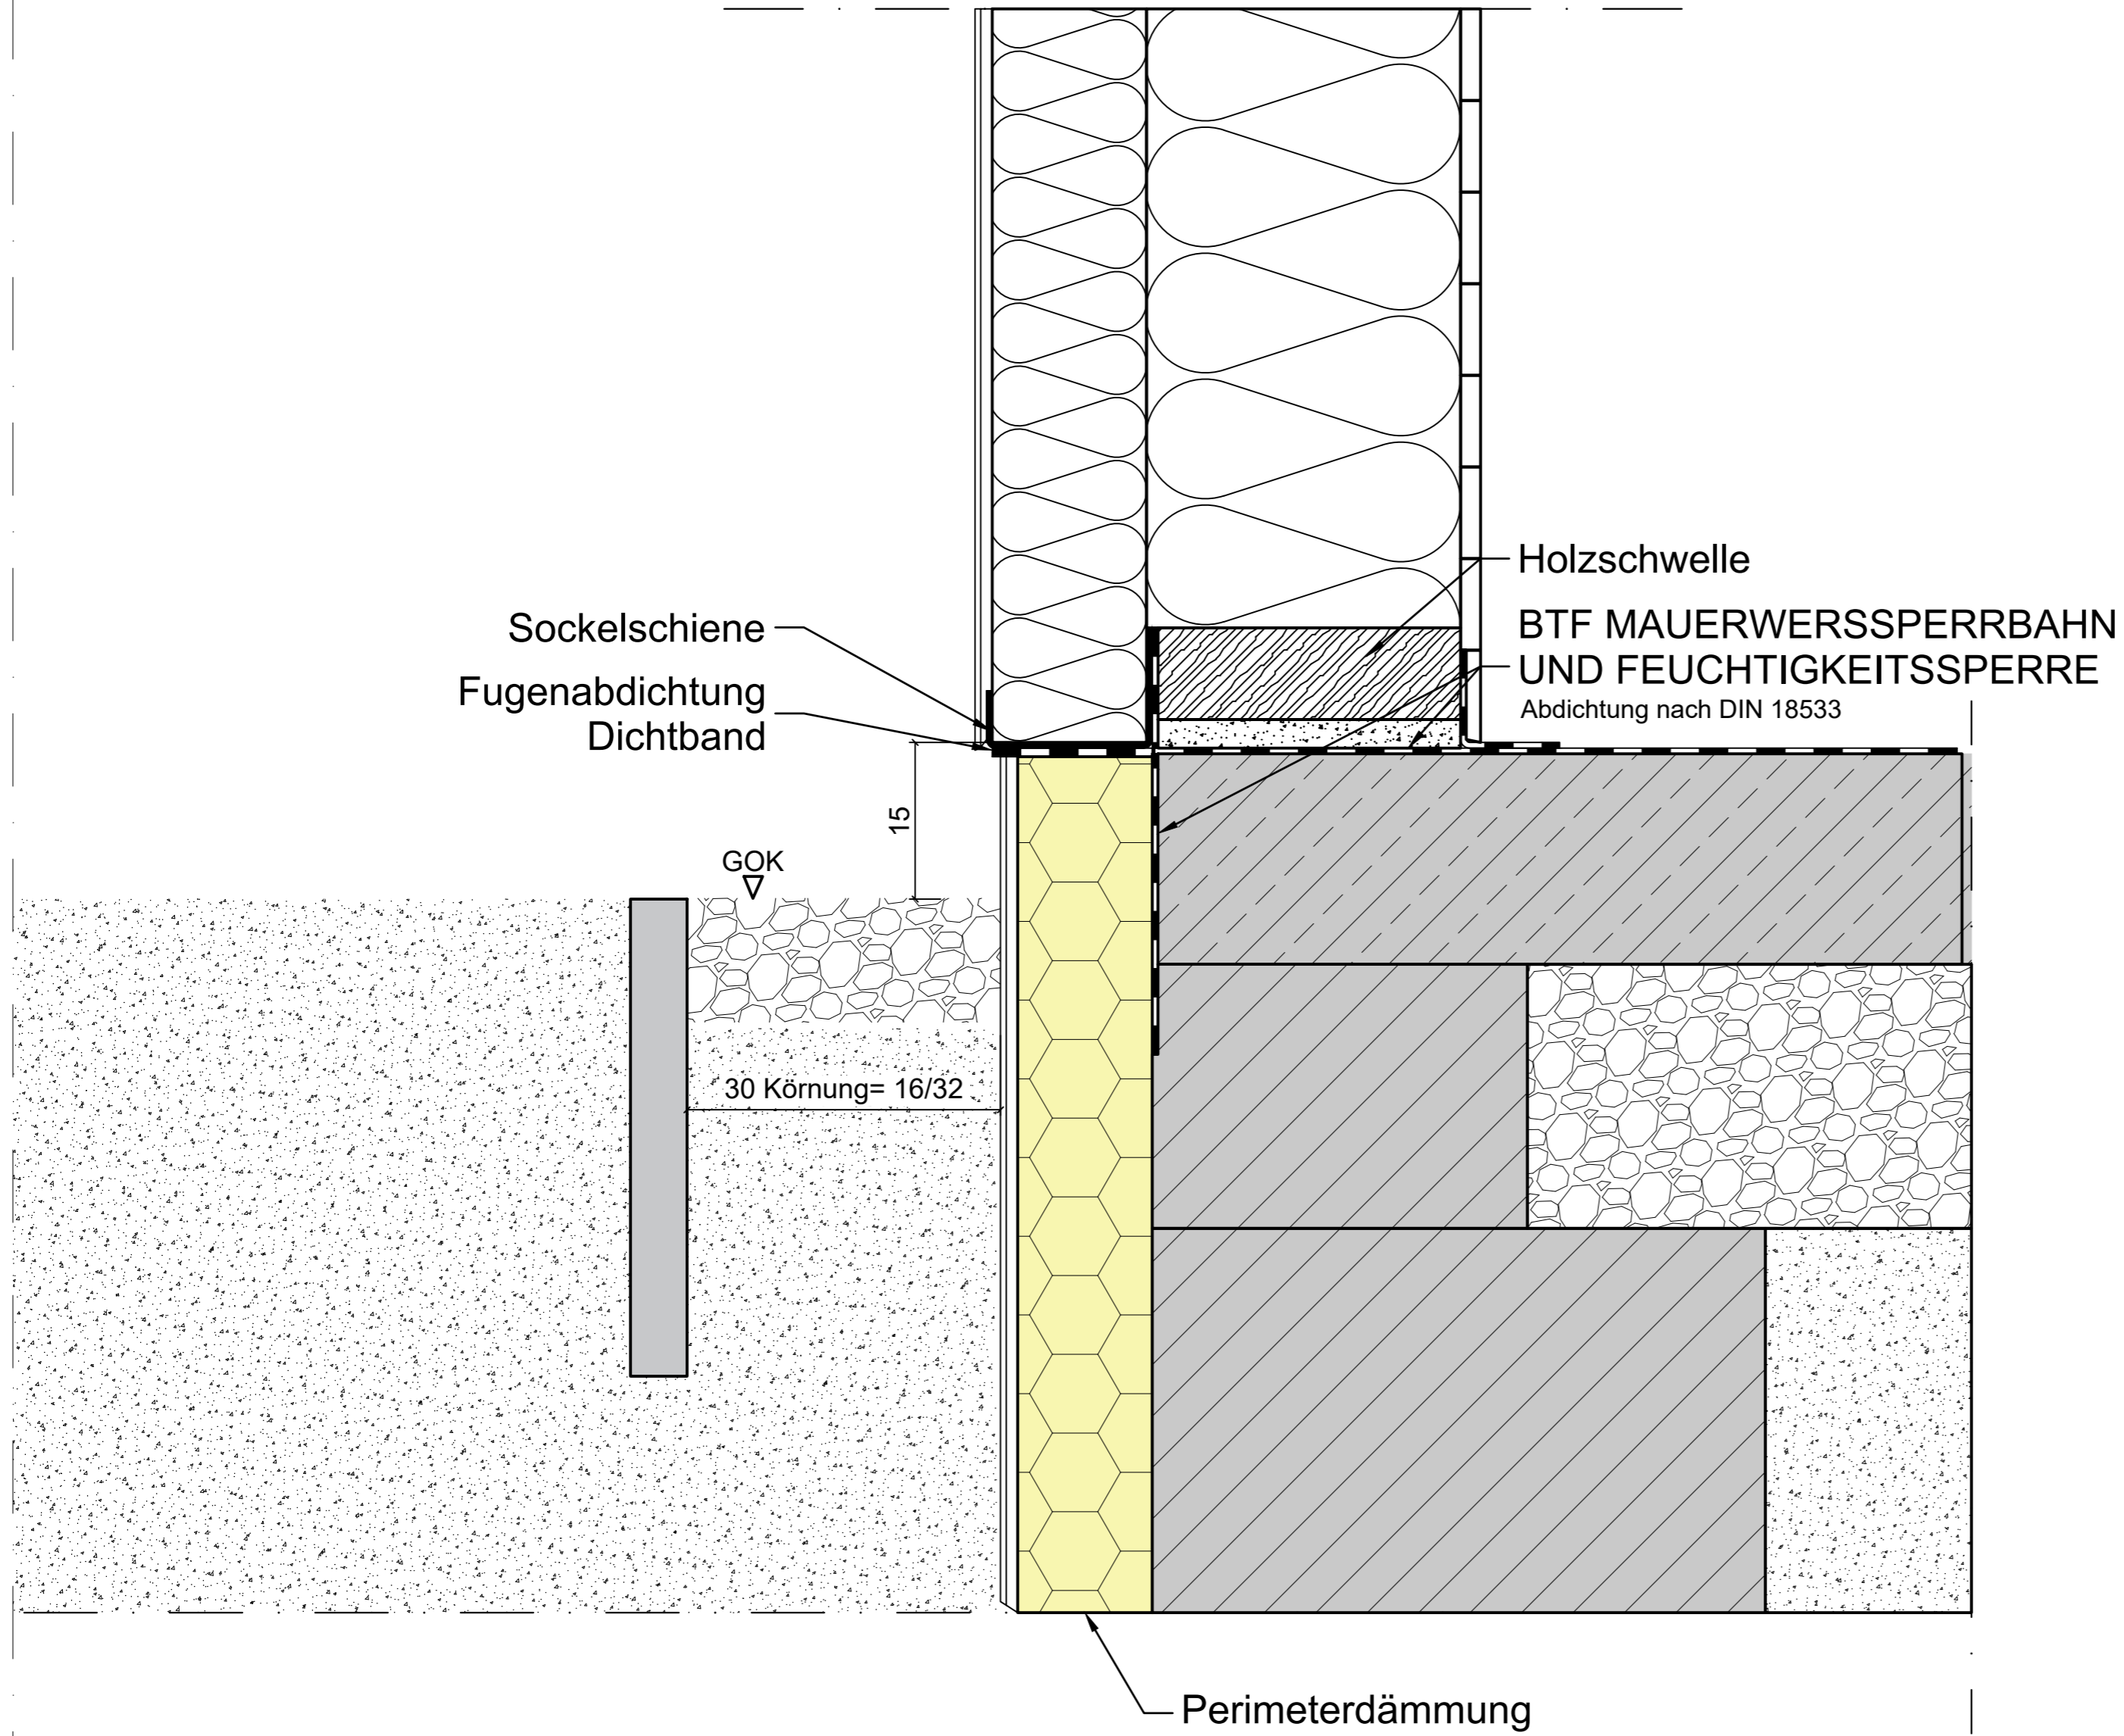 Holzschwelle
BTF MAUERWERSSPERRBAHN
UND FEUCHTIGKEITSSPERRE
Abdichtung nach DIN 18533
Sockelschiene
Fugenabdichtung
Dichtband
15
GOK
30 Körnung= 16/32
Perimeterdämmung